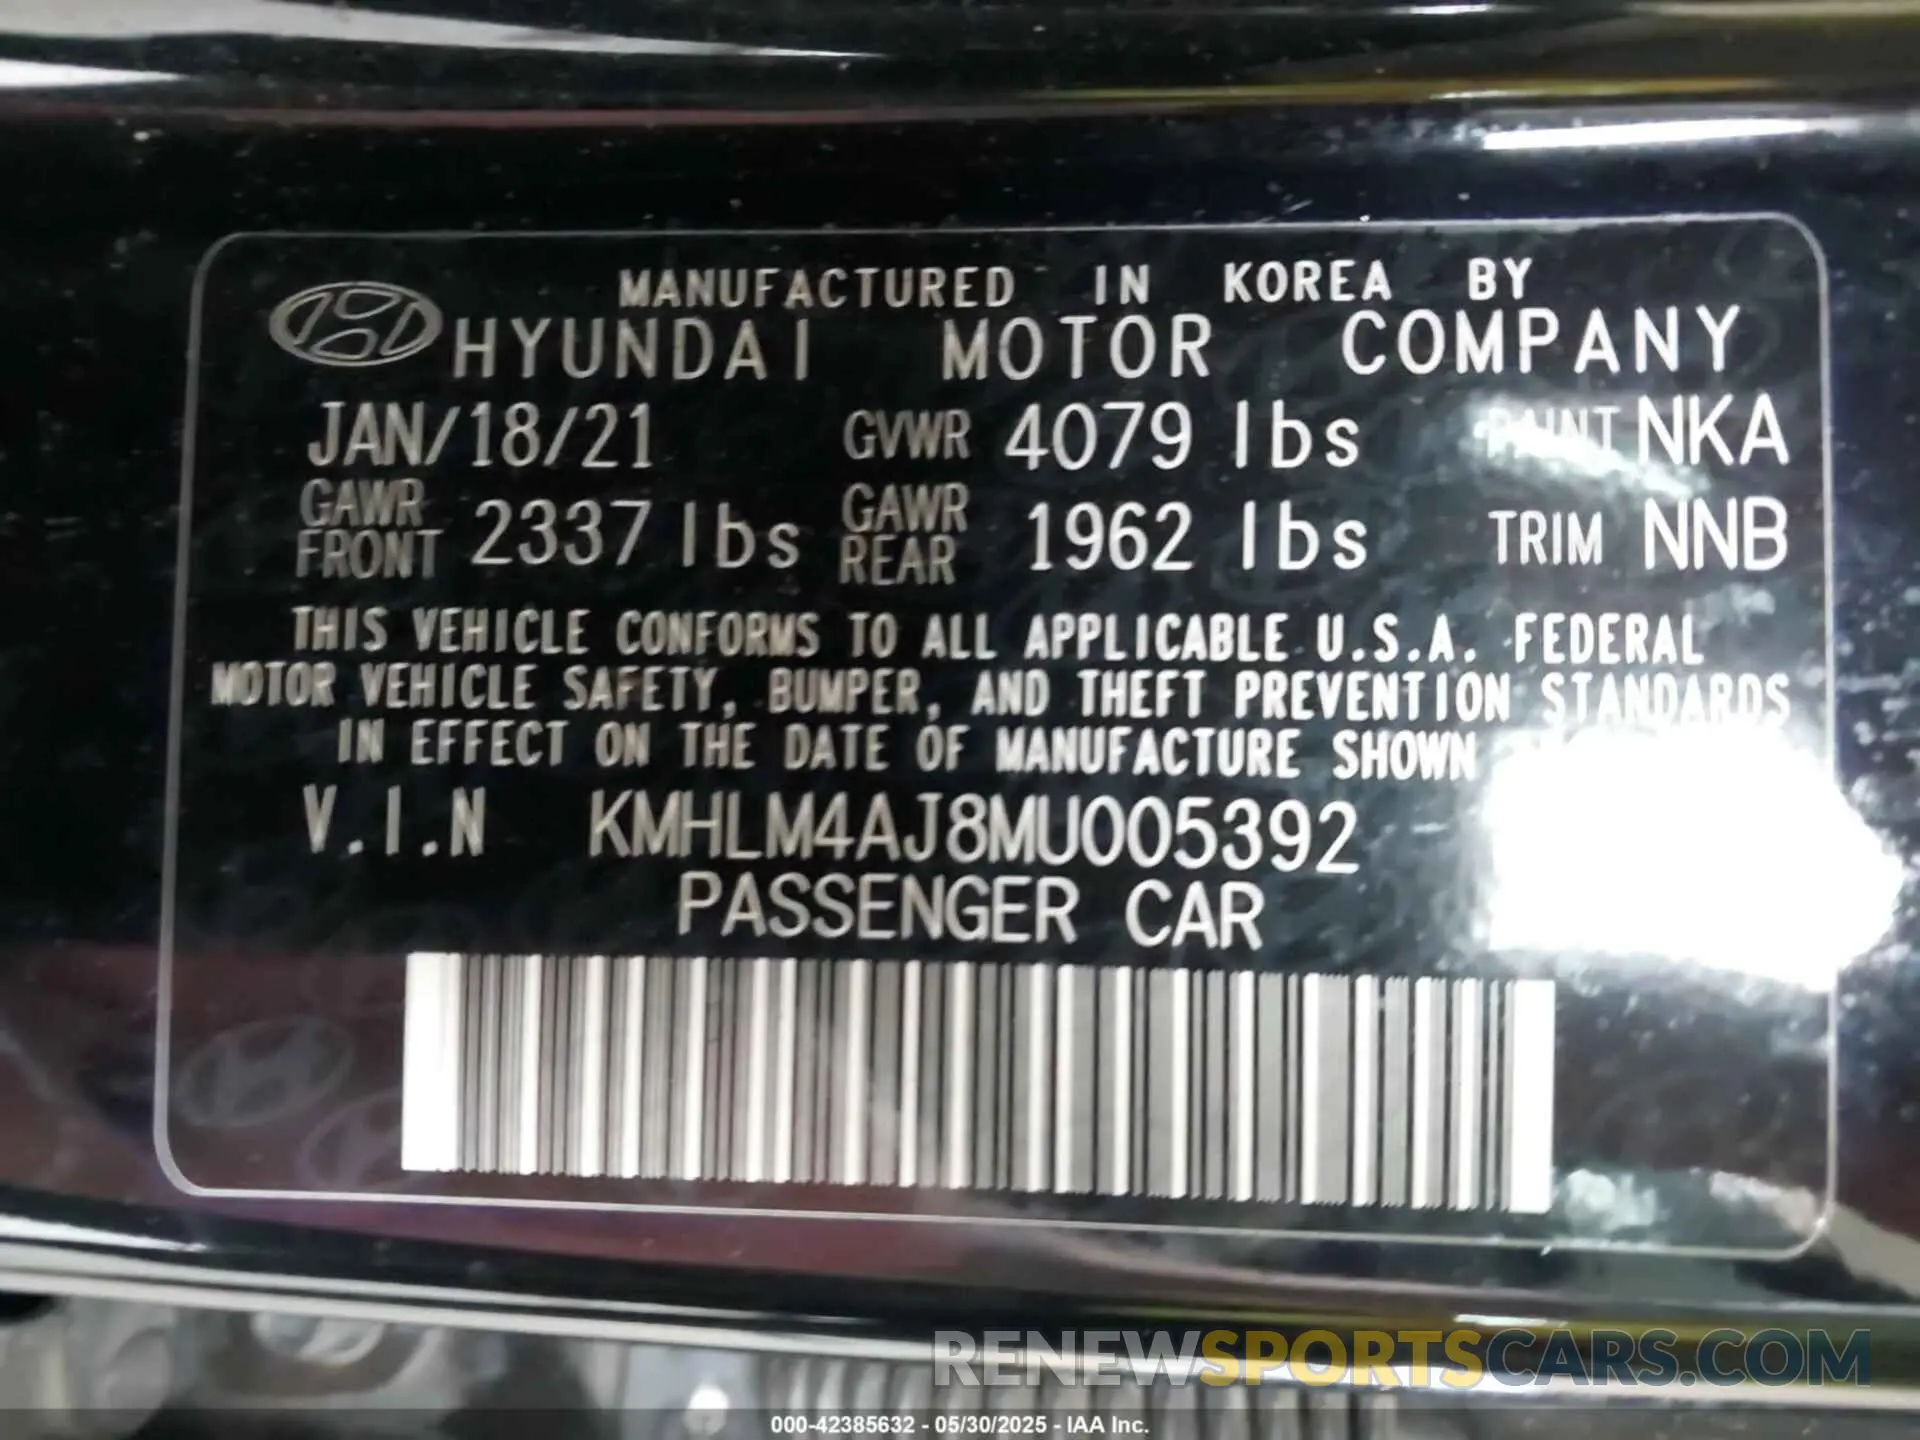 MANUFACTURED IN KOREA BY
HYUNDAI MOTOR COMPANY
JAN/18/21 GVWR 4079 lbs PAINT NKA
GAWR FRONT 2337 lbs GAWR REAR 1962 lbs TRIM NNB
THIS VEHICLE CONFORMS TO ALL APPLICABLE U.S.A. FEDERAL
MOTOR VEHICLE SAFETY, BUMPER, AND THEFT PREVENTION STANDARDS
IN EFFECT ON THE DATE OF MANUFACTURE SHOWN
V.I.N KMHLM4AJ8MU005392
PASSENGER CAR
RENEWSPORTSCARS.COM
000-42385632 - 05/30/2025 - IAA Inc.